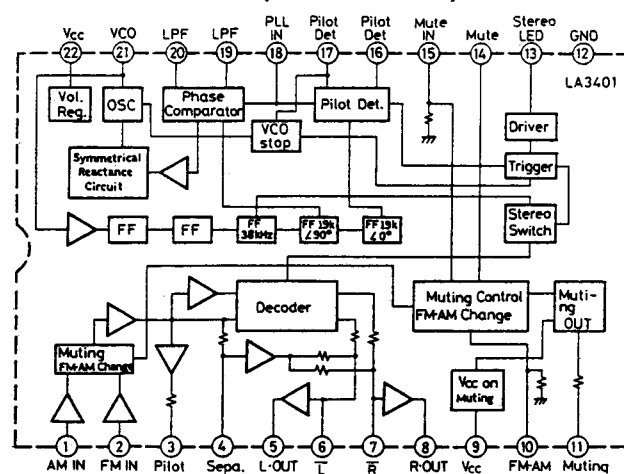 Vcc VCO LPF LPF PLL IN Pilot Det Pilot Det Mute IN Mute Stereo LED GND
22 21 20 19 18 17 16 15 14 13 12
LA3401
Vol. Reg.
OSC
Phase Comparator
Pilot Det.
VCO stop
Driver
Trigger
Symmetrical Reactance Circuit
Stereo Switch
FF
FF
FF 38kHz
FF 19k ∠90°
FF 19k ∠0°
Decoder
Muting Control FM-AM Change
Muting OUT
Muting FM-AM Change
Vcc on Muting
1 2 3 4 5 6 7 8 9 10 11
AM IN FM IN Pilot Sepa. L·OUT L̅ R̅ R·OUT Vcc FM·AM Muting